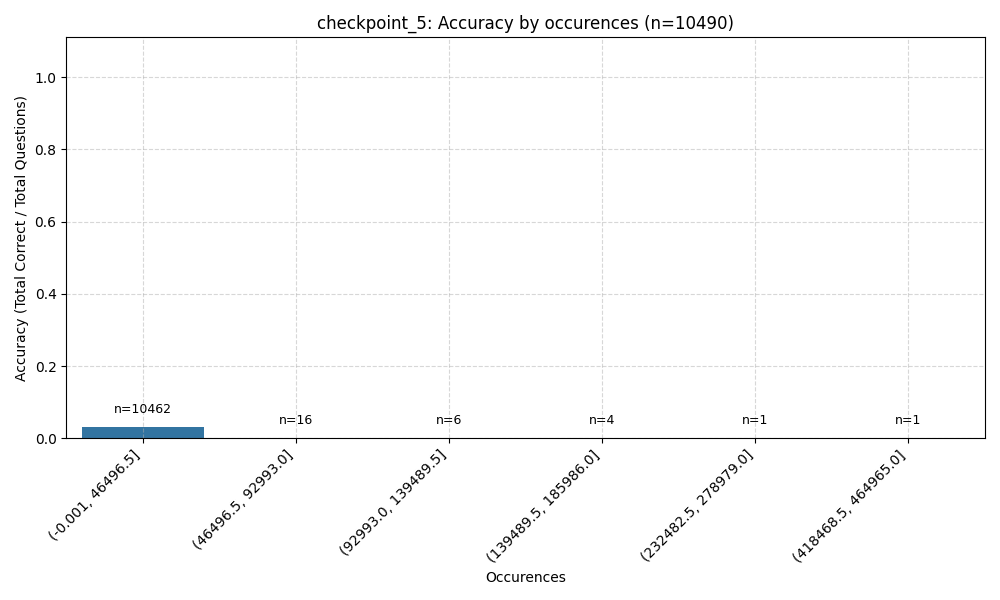 checkpoint_5: Accuracy by occurences (n=10490)
Accuracy (Total Correct / Total Questions)
1.0
0.8
0.6
0.4
0.2
0.0
n=10462
n=16
n=6
n=4
n=1
n=1
(-0.001, 46496.5]
(46496.5, 92993.0]
(92993.0, 139489.5]
(139489.5, 185986.0]
(232482.5, 278979.0]
(418468.5, 464965.0]
Occurences